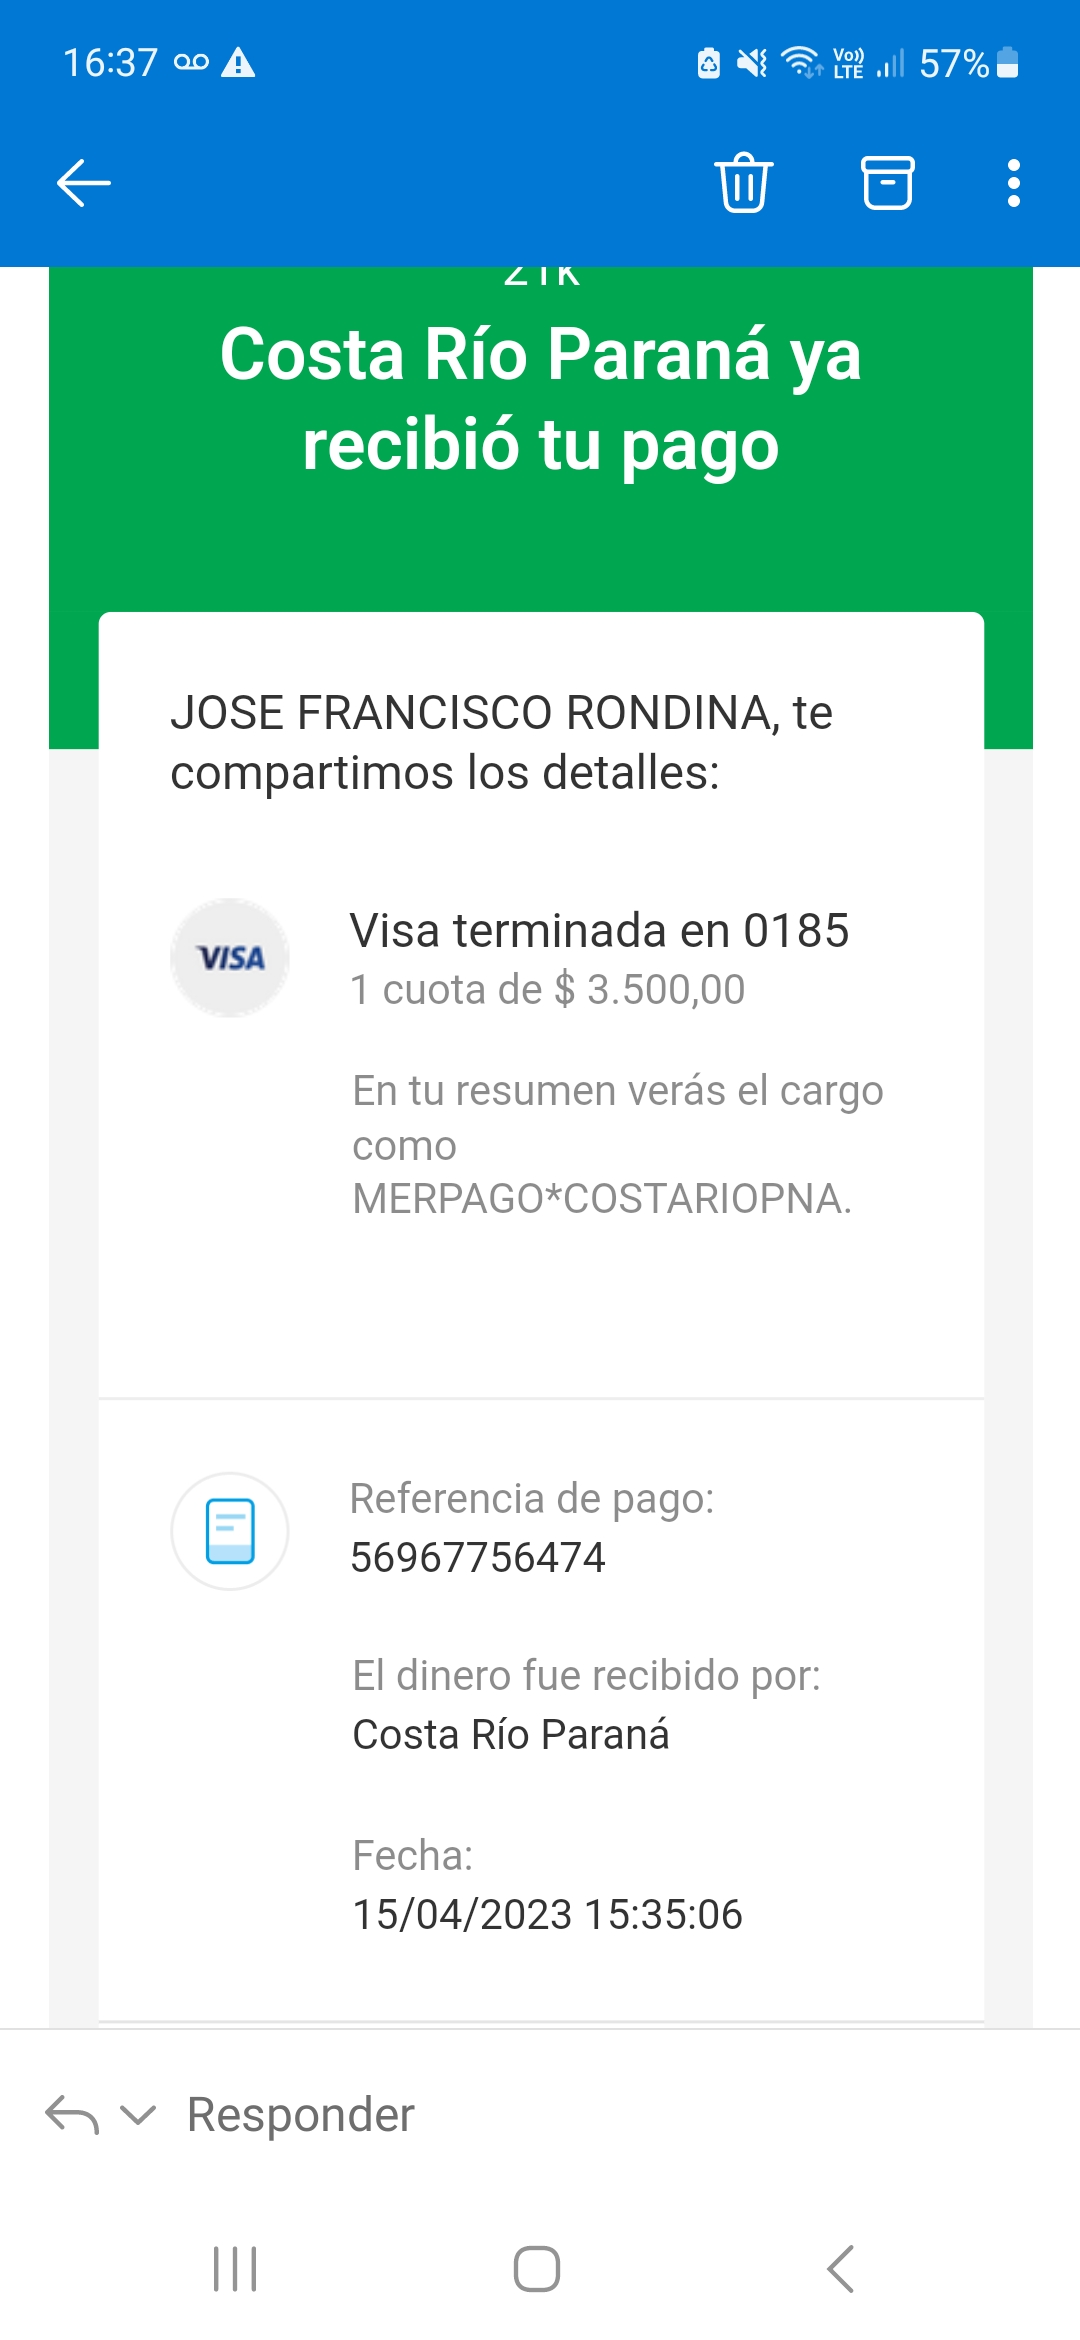 16:37
Vo)) LTE
57%
21K
Costa Río Paraná ya
recibió tu pago
JOSE FRANCISCO RONDINA, te
compartimos los detalles:
VISA
Visa terminada en 0185
1 cuota de $ 3.500,00
En tu resumen verás el cargo
como
MERPAGO*COSTARIOPNA.
Referencia de pago:
56967756474
El dinero fue recibido por:
Costa Río Paraná
Fecha:
15/04/2023 15:35:06
Responder